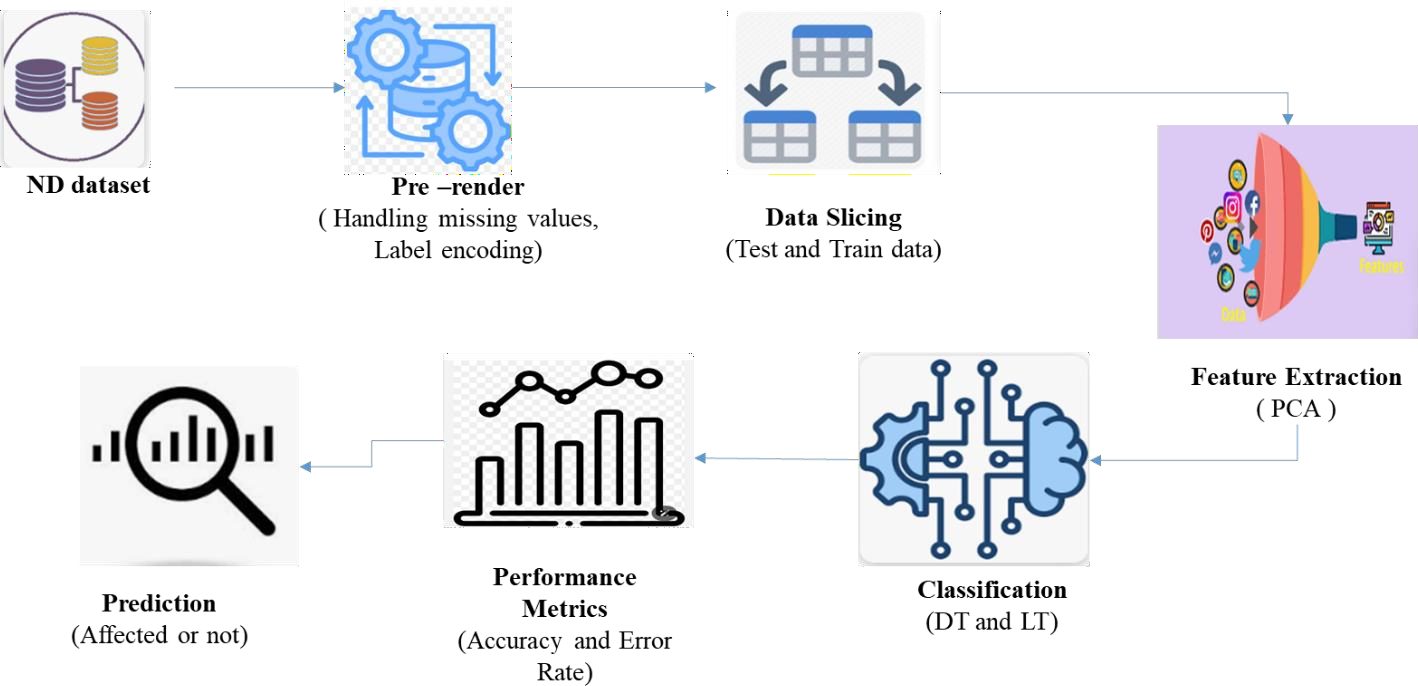 ND dataset
Pre –render
( Handling missing values,
Label encoding)
Data Slicing
(Test and Train data)
Data
Features
Feature Extraction
( PCA )
Classification
(DT and LT)
Performance
Metrics
(Accuracy and Error
Rate)
Prediction
(Affected or not)